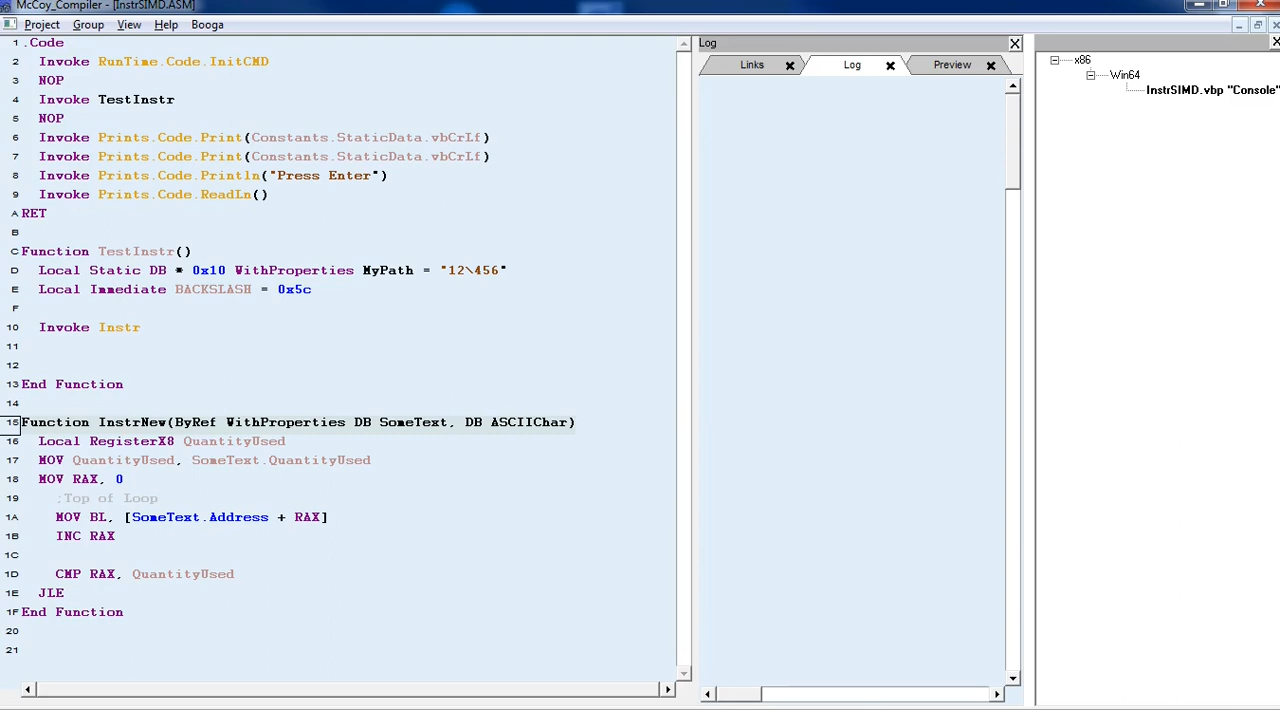 McCoy_Compiler - [InstrSIMD.ASM]
Project Group View Help Booga
1 .Code
2 Invoke RunTime.Code.InitCMD
3 NOP
4 Invoke TestInstr
5 NOP
6 Invoke Prints.Code.Print(Constants.StaticData.vbCrLf)
7 Invoke Prints.Code.Print(Constants.StaticData.vbCrLf)
8 Invoke Prints.Code.Println("Press Enter")
9 Invoke Prints.Code.ReadLn()
A RET
B
C Function TestInstr()
D Local Static DB * 0x10 WithProperties MyPath = "12\456"
E Local Immediate BACKSLASH = 0x5c
F
10 Invoke Instr
11
12
13 End Function
14
15 Function InstrNew(ByRef WithProperties DB SomeText, DB ASCIIChar)
16 Local RegisterX8 QuantityUsed
17 MOV QuantityUsed, SomeText.QuantityUsed
18 MOV RAX, 0
19 ;Top of Loop
1A MOV BL, [SomeText.Address + RAX]
1B INC RAX
1C
1D CMP RAX, QuantityUsed
1E JLE
1F End Function
20
21
Log
Links Log Preview
x86
Win64
InstrSIMD.vbp "Console"